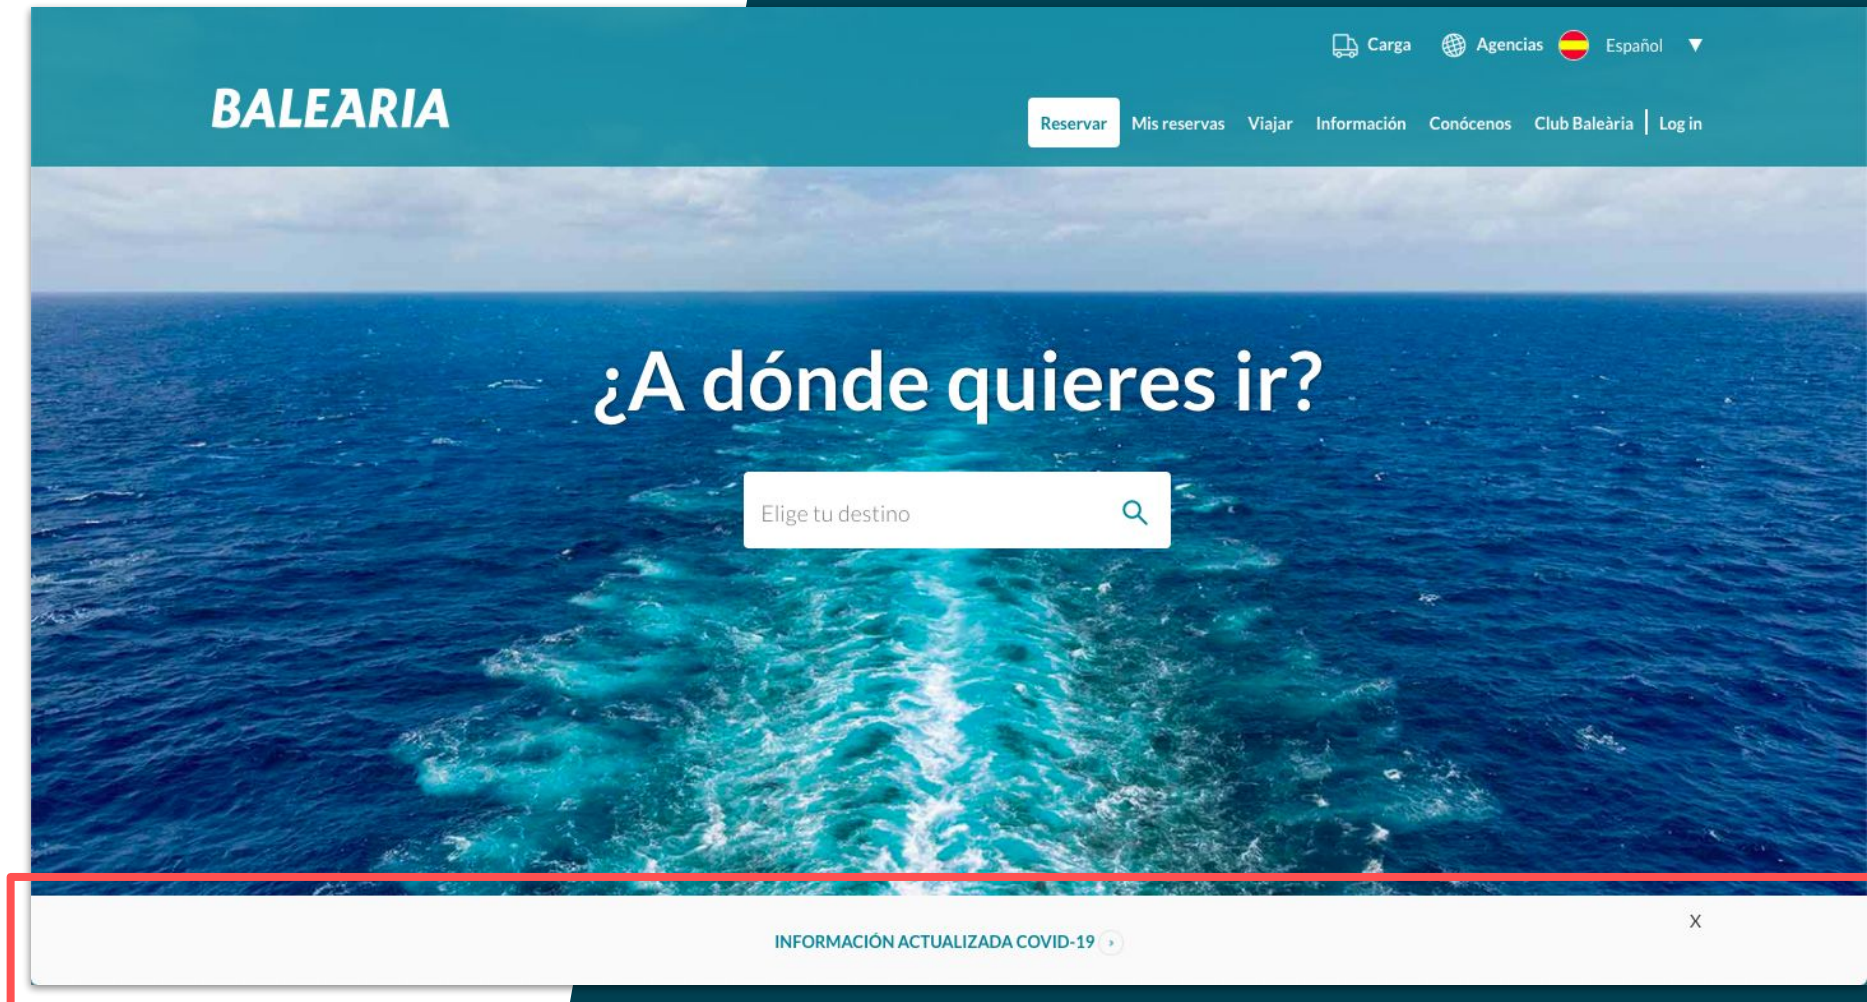 Carga Agencias Español ▼
BALEARIA
Reservar Mis reservas Viajar Información Conócenos Club Baleària | Log in
¿A dónde quieres ir?
Elige tu destino
X
INFORMACIÓN ACTUALIZADA COVID-19 ›